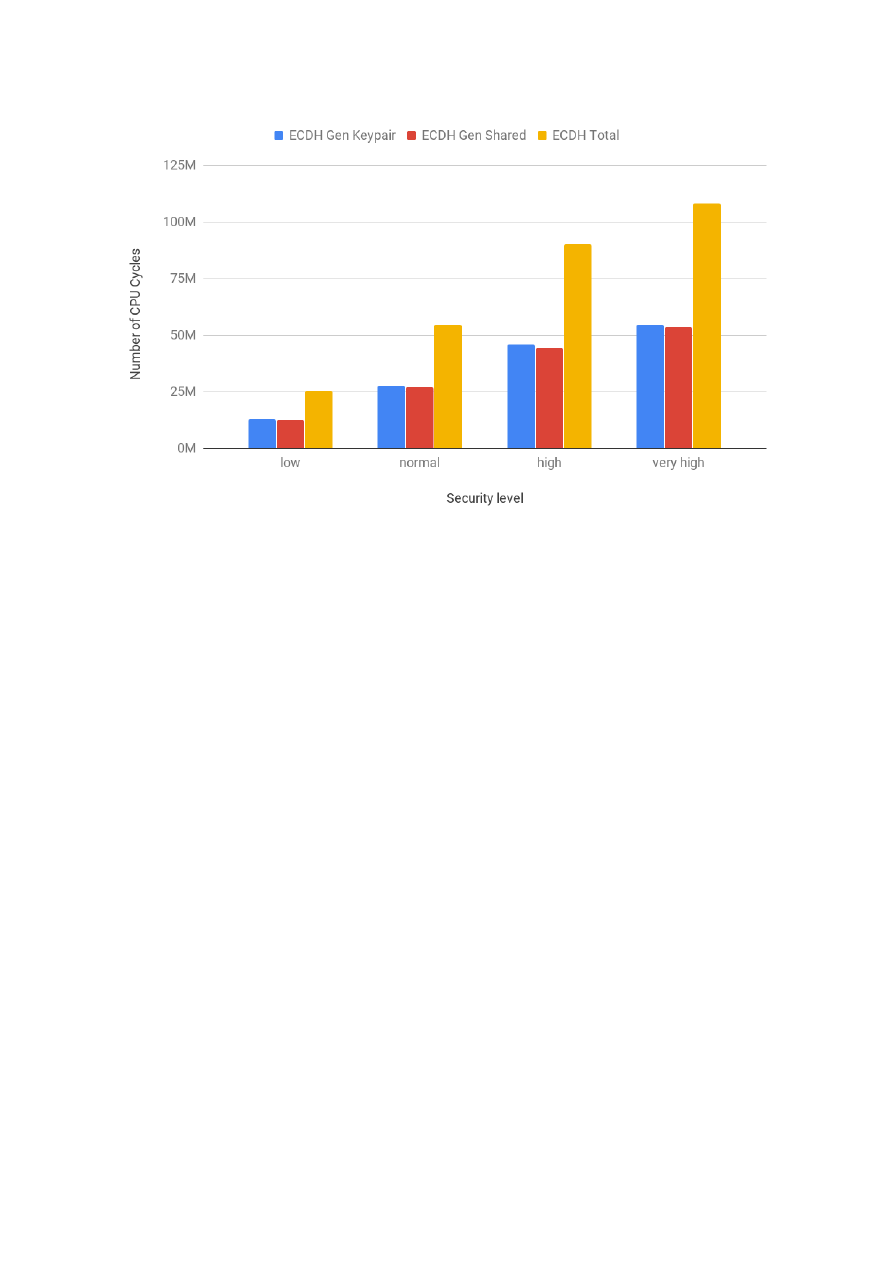 ECDH Gen Keypair ECDH Gen Shared ECDH Total
125M
100M
75M
50M
25M
0M
Number of CPU Cycles
low normal high very high
Security level